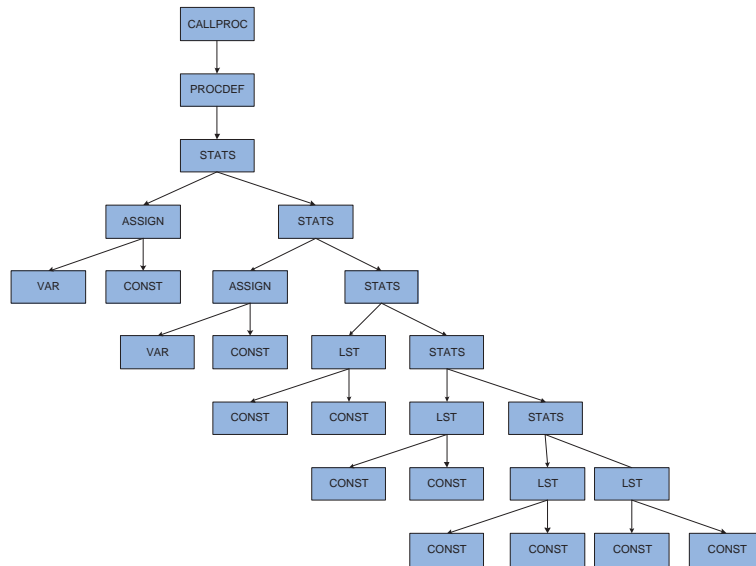 CALLPROC
PROCDEF
STATS
ASSIGN STATS
VAR CONST ASSIGN STATS
VAR CONST LST STATS
CONST CONST LST STATS
CONST CONST LST LST
CONST CONST CONST CONST